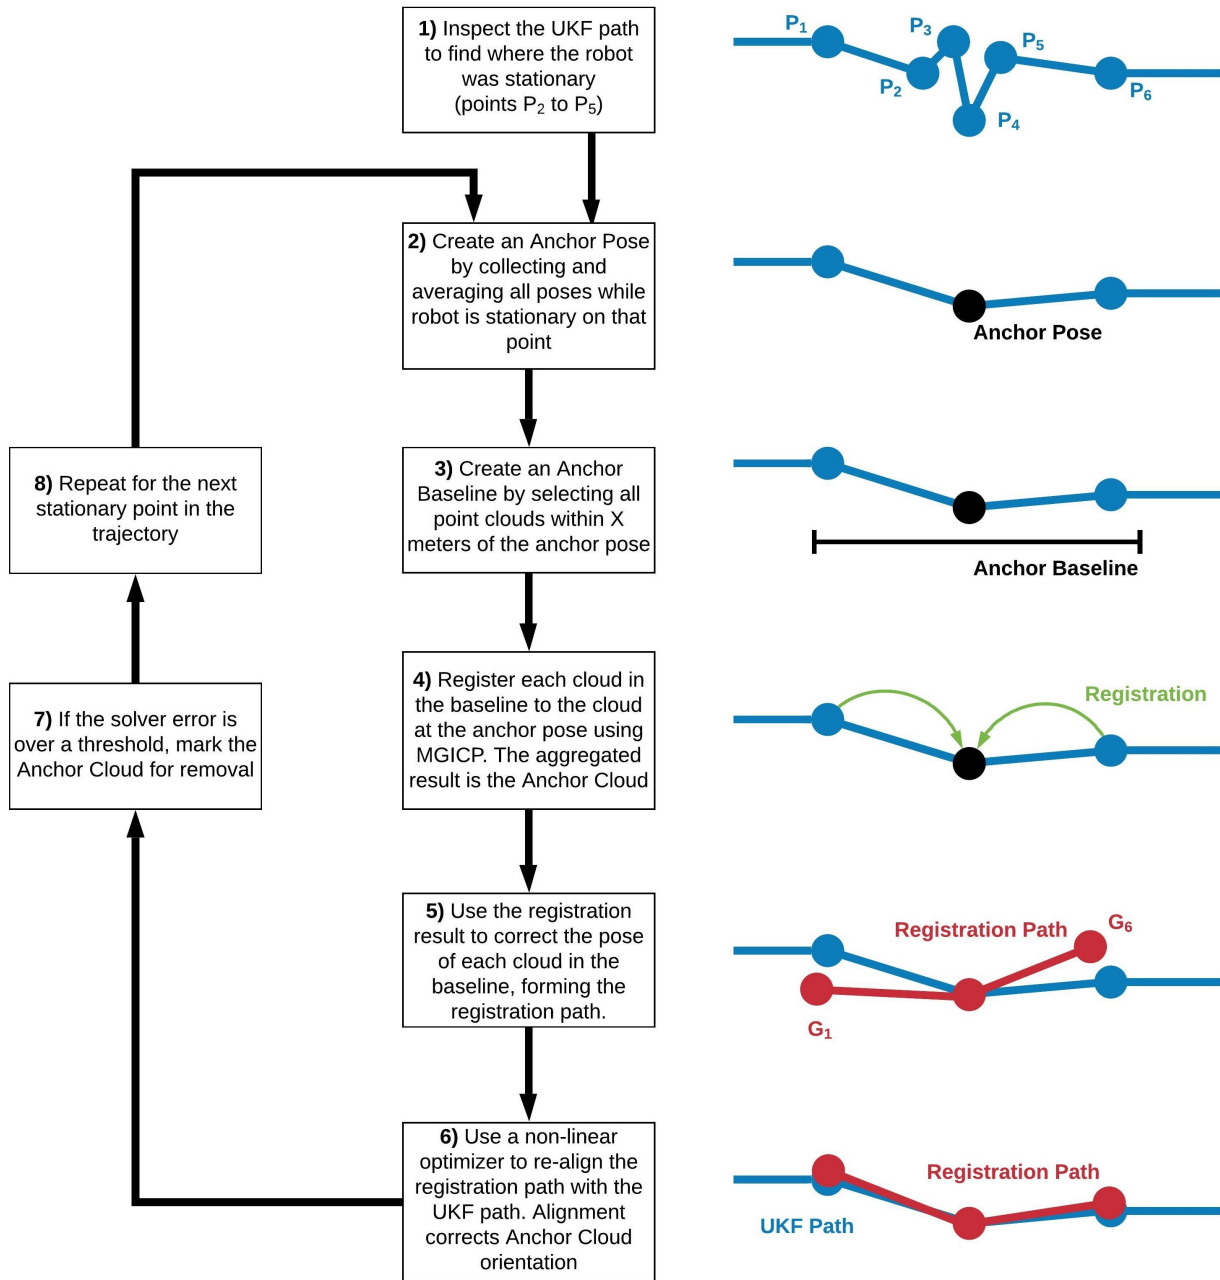 1) Inspect the UKF path
to find where the robot
was stationary
(points P₂ to P₅)
P₁
P₂
P₃
P₄
P₅
P₆
2) Create an Anchor Pose
by collecting and
averaging all poses while
robot is stationary on that
point
Anchor Pose
3) Create an Anchor
Baseline by selecting all
point clouds within X
meters of the anchor pose
Anchor Baseline
4) Register each cloud in
the baseline to the cloud
at the anchor pose using
MGICP. The aggregated
result is the Anchor Cloud
Registration
5) Use the registration
result to correct the pose
of each cloud in the
baseline, forming the
registration path.
Registration Path
G₆
G₁
6) Use a non-linear
optimizer to re-align the
registration path with the
UKF path. Alignment
corrects Anchor Cloud
orientation
Registration Path
UKF Path
7) If the solver error is
over a threshold, mark the
Anchor Cloud for removal
8) Repeat for the next
stationary point in the
trajectory